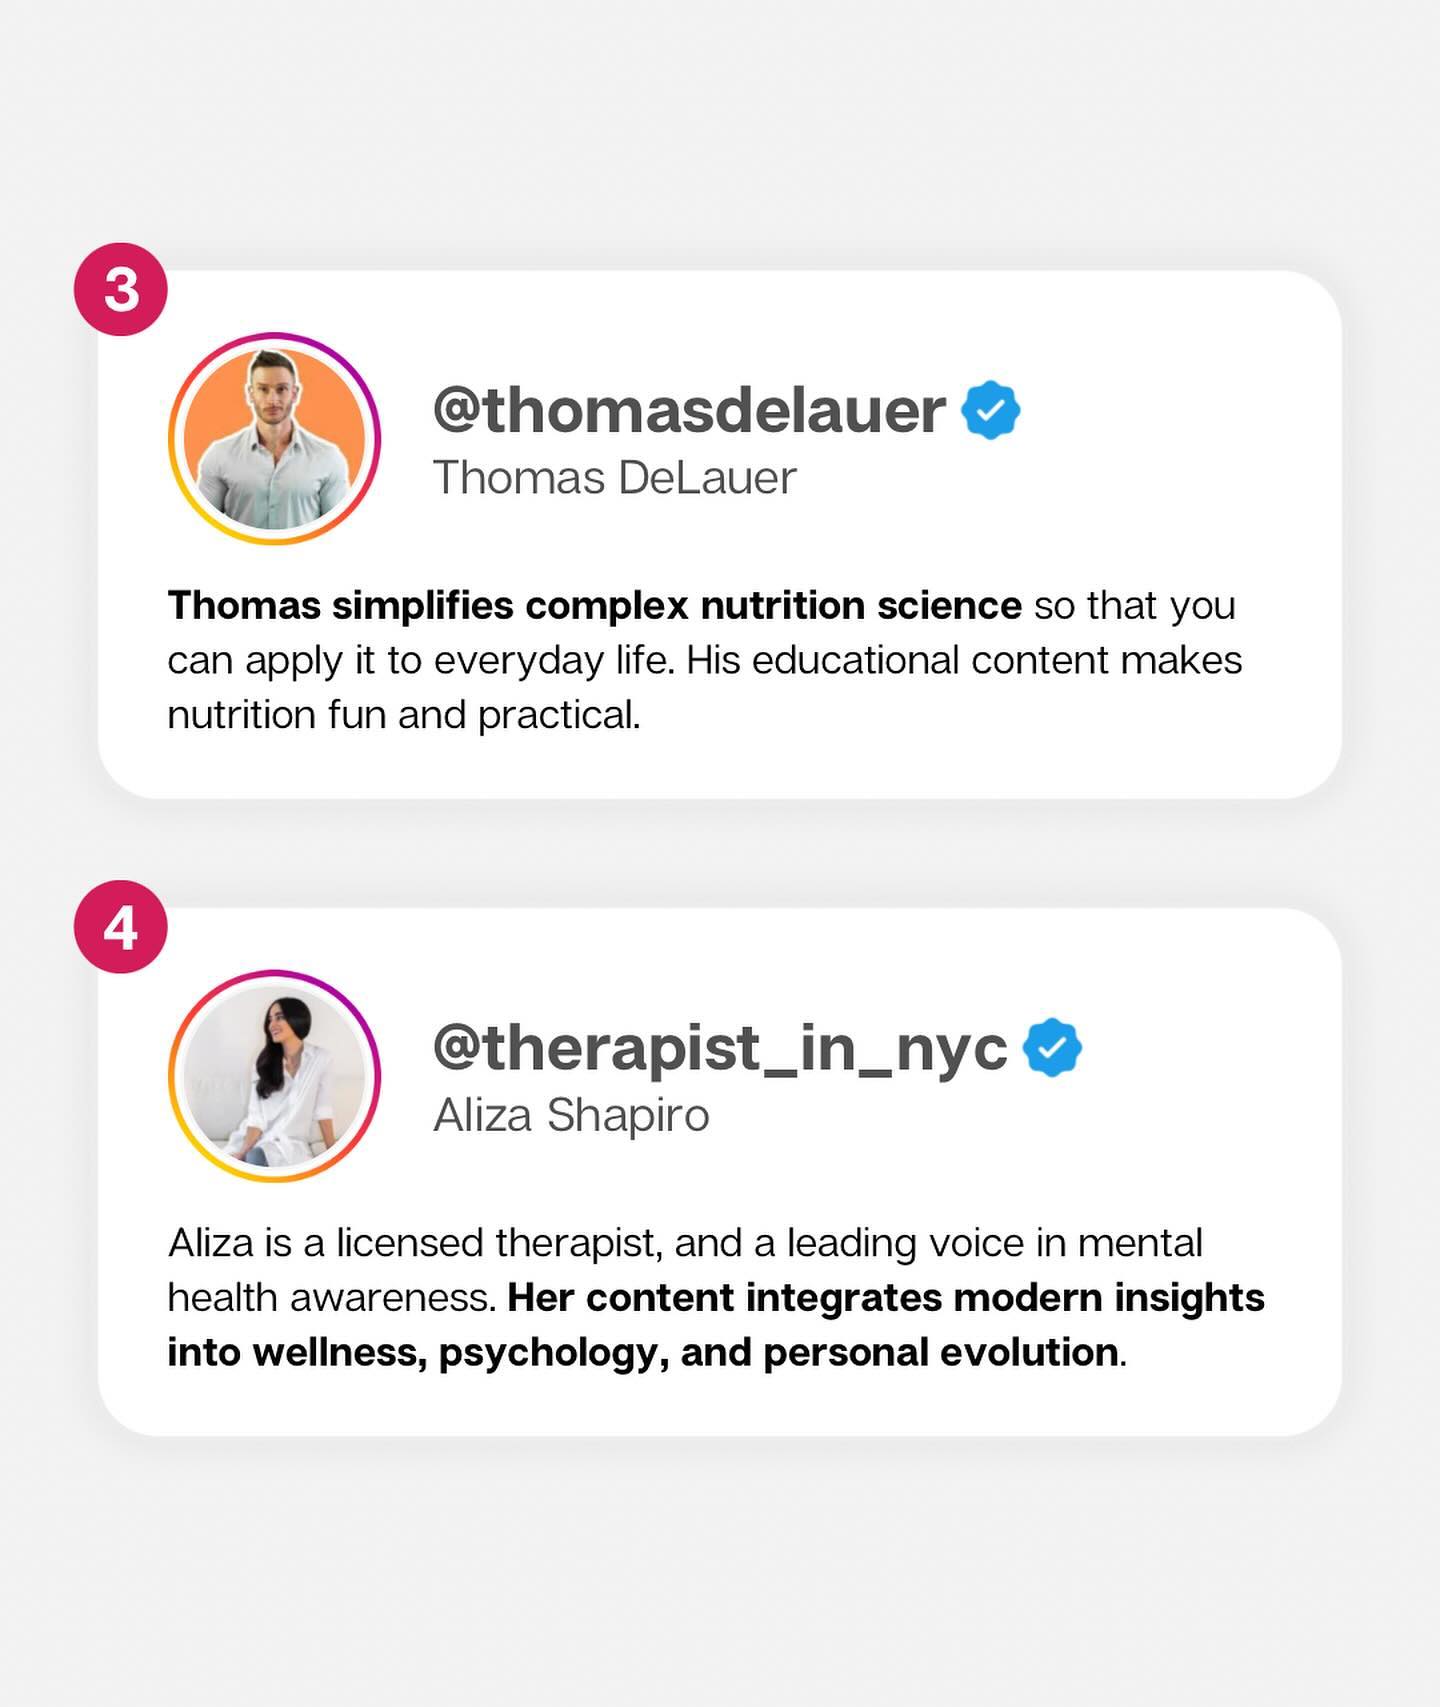 3
@thomasdelauer
Thomas DeLauer
Thomas simplifies complex nutrition science so that you
can apply it to everyday life. His educational content makes
nutrition fun and practical.
4
@therapist_in_nyc
Aliza Shapiro
Aliza is a licensed therapist, and a leading voice in mental
health awareness. Her content integrates modern insights
into wellness, psychology, and personal evolution.